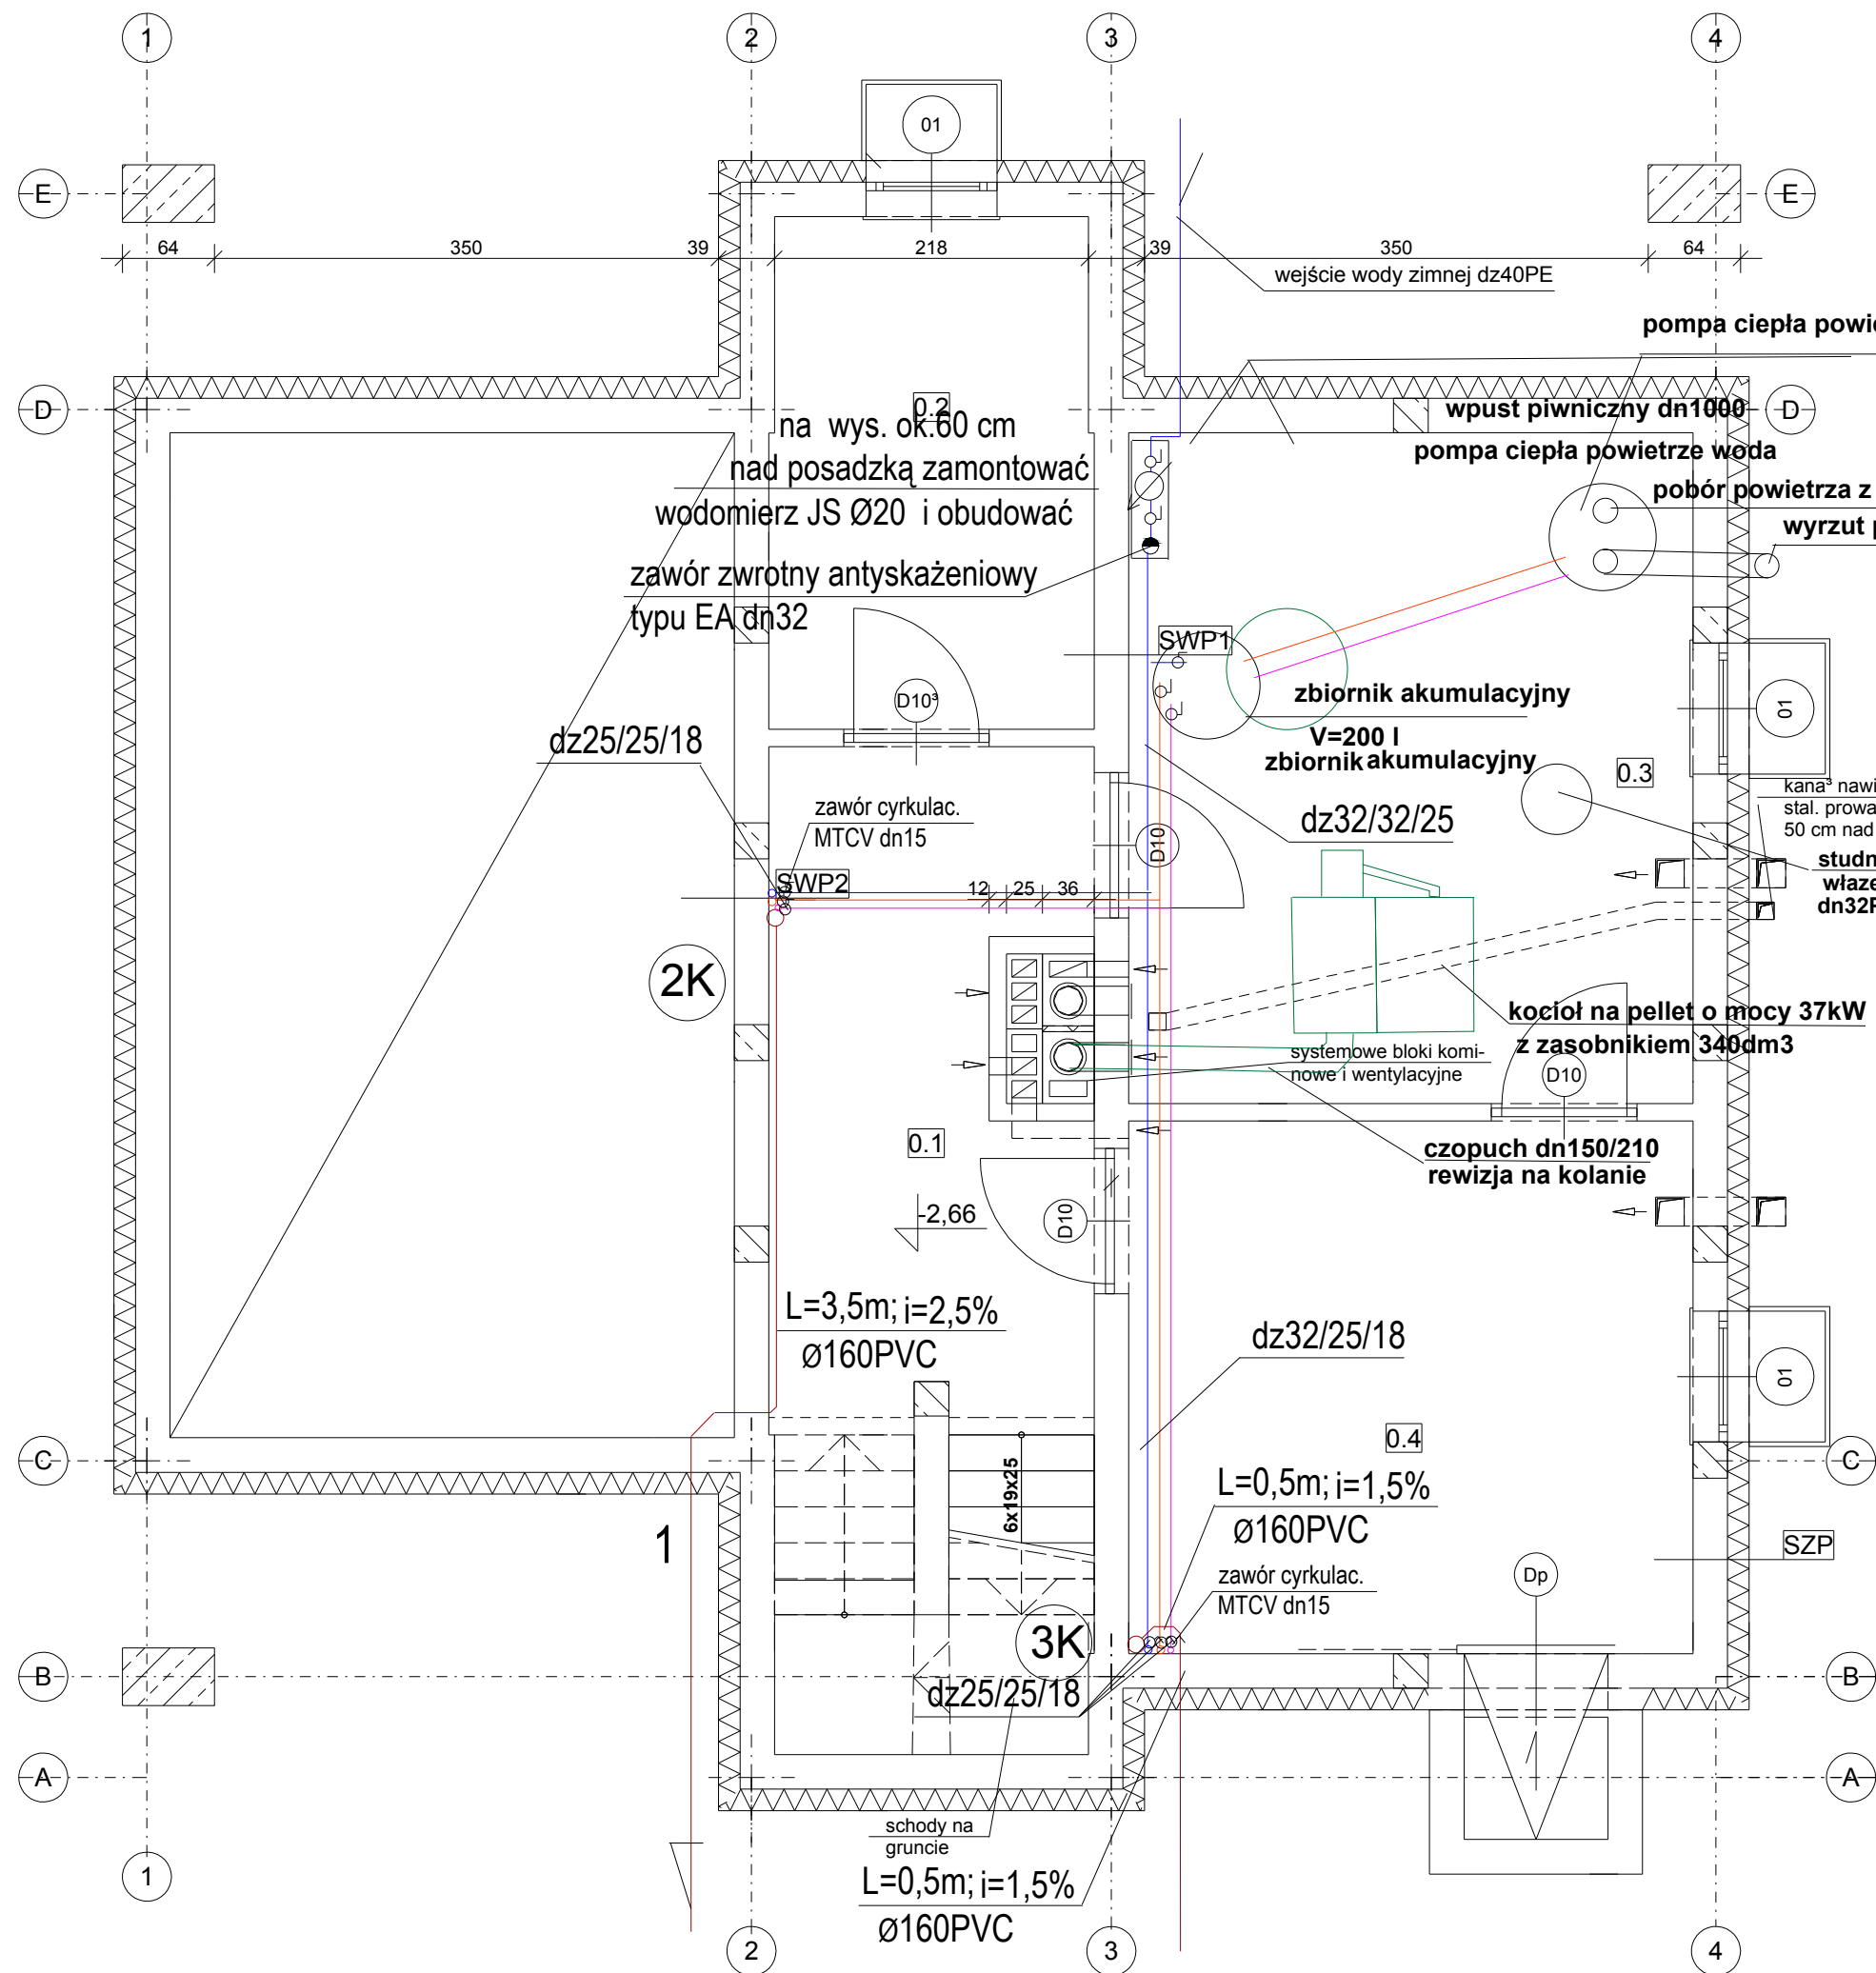 1
2
3
4
01
E
E
64
350
39
218
39
350
64
wejście wody zimnej dz40PE
D
0.2
wpust piwniczny dn1000
D
na wys. ok.60 cm
nad posadzką zamontować
wodomierz JS Ø20 i obudować
pompa ciepła powietrze woda
pobór powietrza z
zawór zwrotny antyskażeniowy
typu EA dn32
SWP1
D10³
zbiornik akumulacyjny
V=200 l
zbiornik akumulacyjny
01
dz25/25/18
0.3
zawór cyrkulac.
MTCV dn15
dz32/32/25
D10
stal. prowa
50 cm nad
SWP2
12
25
36
2K
kocioł na pellet o mocy 37kW
z zasobnikiem 340dm3
systemowe bloki komi-
nowe i wentylacyjne
D10
0.1
czopuch dn150/210
rewizja na kolanie
-2,66
D10
L=3,5m; i=2,5%
Ø160PVC
dz32/25/18
01
0.4
C
C
L=0,5m; i=1,5%
Ø160PVC
6x19x25
1
SZP
zawór cyrkulac.
MTCV dn15
Dp
3K
B
B
dz25/25/18
A
A
schody na
gruncie
1
L=0,5m; i=1,5%
Ø160PVC
2
3
4